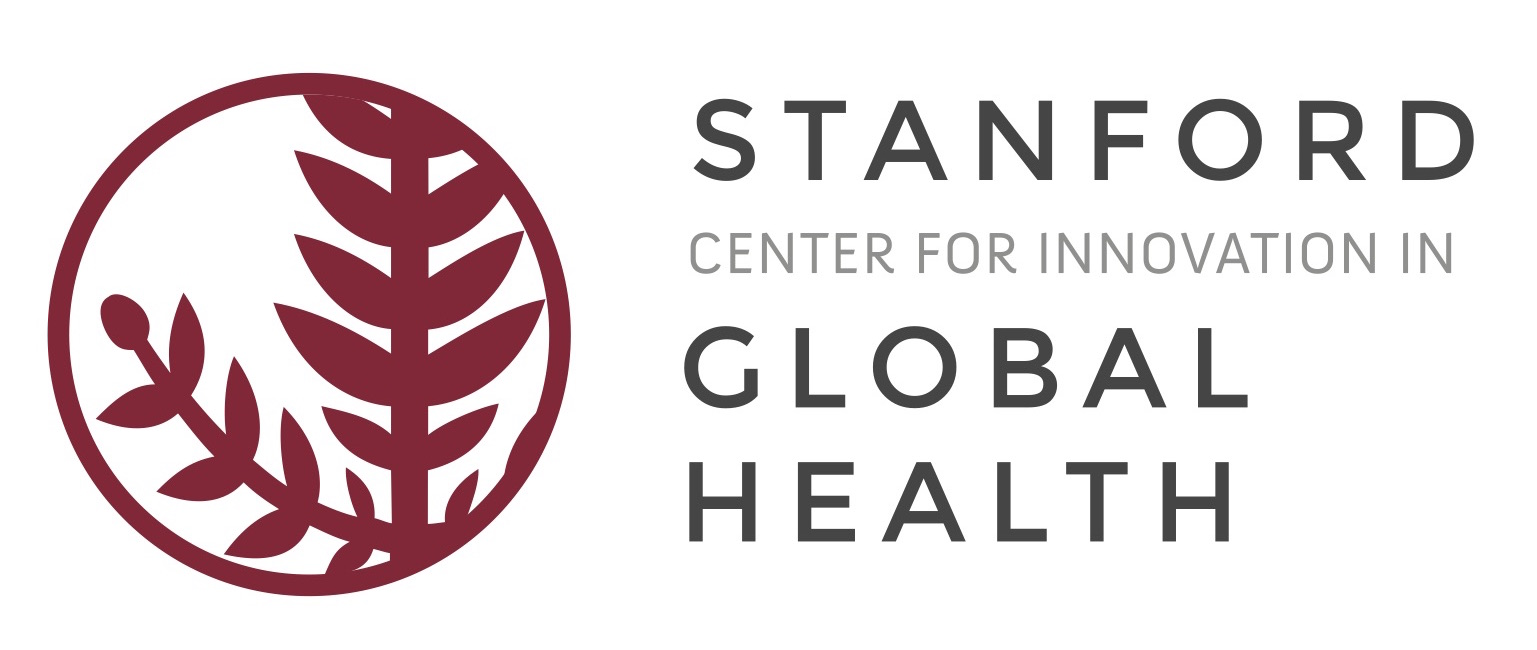 STANFORD
CENTER FOR INNOVATION IN
GLOBAL
HEALTH